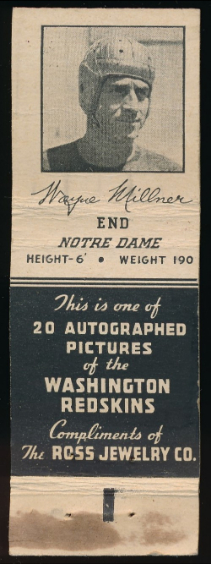 Wayne Millner
END
NOTRE DAME
HEIGHT-6' • WEIGHT 190
This is one of
20 AUTOGRAPHED
PICTURES
of the
WASHINGTON
REDSKINS
Compliments of
The ROSS JEWELRY CO.